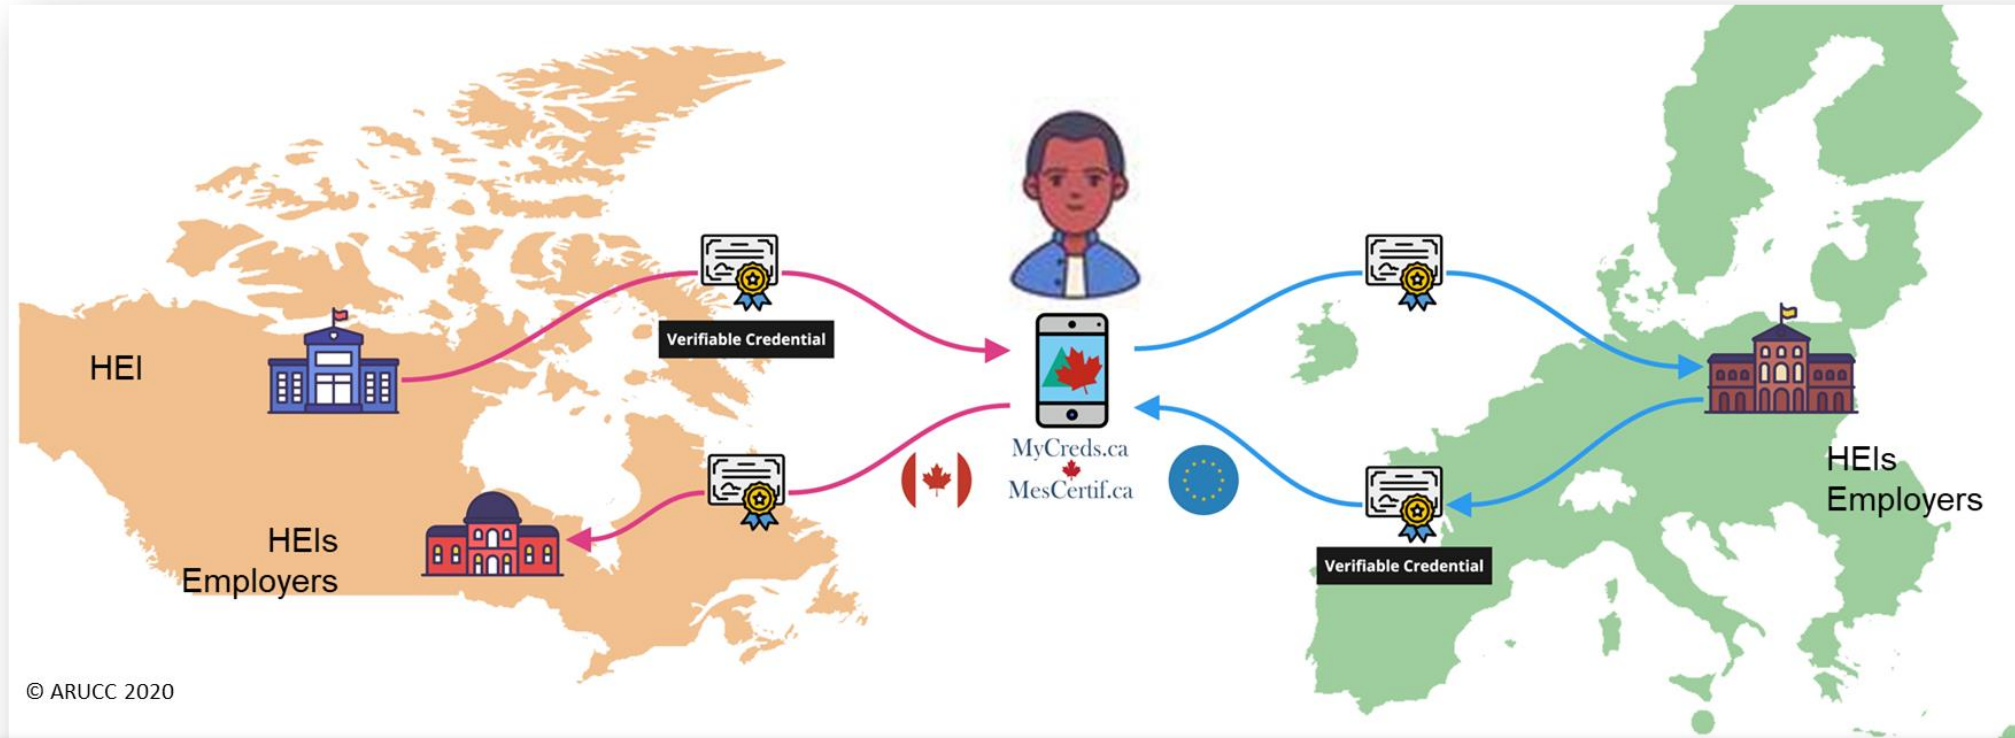 HEI
Verifiable Credential
HEIs
Employers
MyCreds.ca
MesCertif.ca
HEIs
Employers
Verifiable Credential
© ARUCC 2020